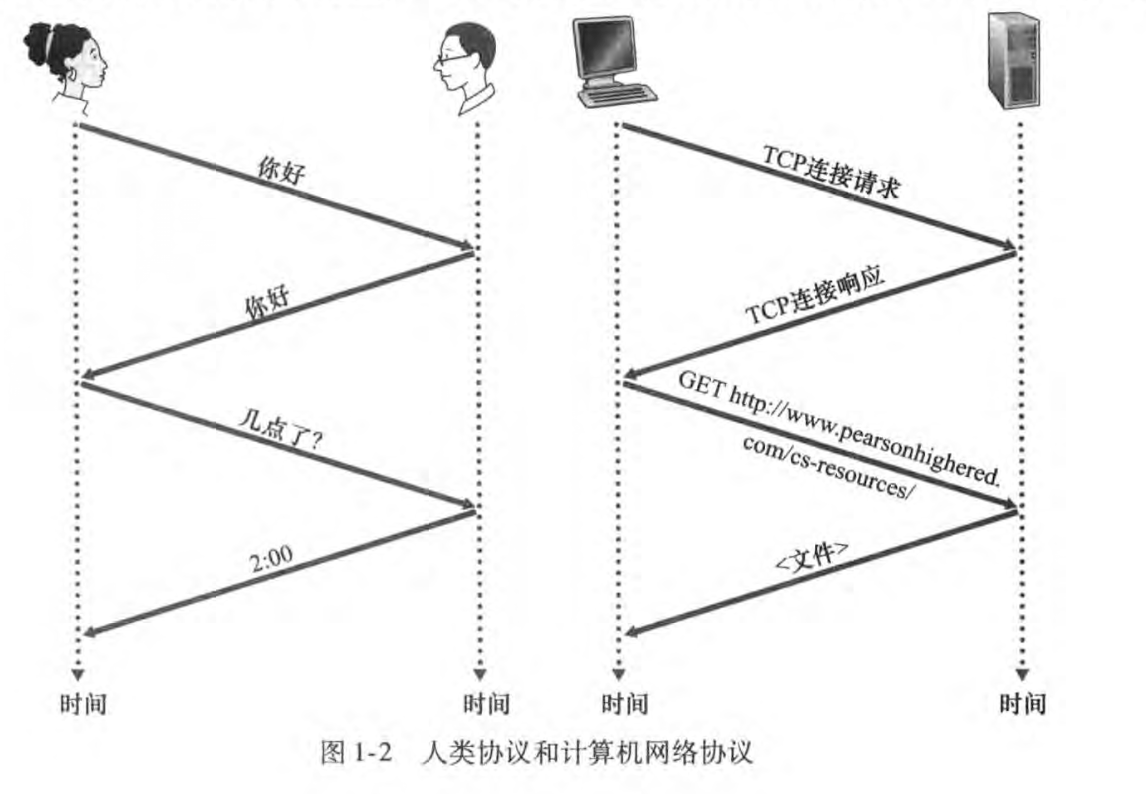 你好
TCP连接请求
你好
TCP连接响应
几点了?
GET http://www.pearsonhighered.
com/cs-resources/
2:00
<文件>
时间
时间
时间
时间
图 1-2 人类协议和计算机网络协议